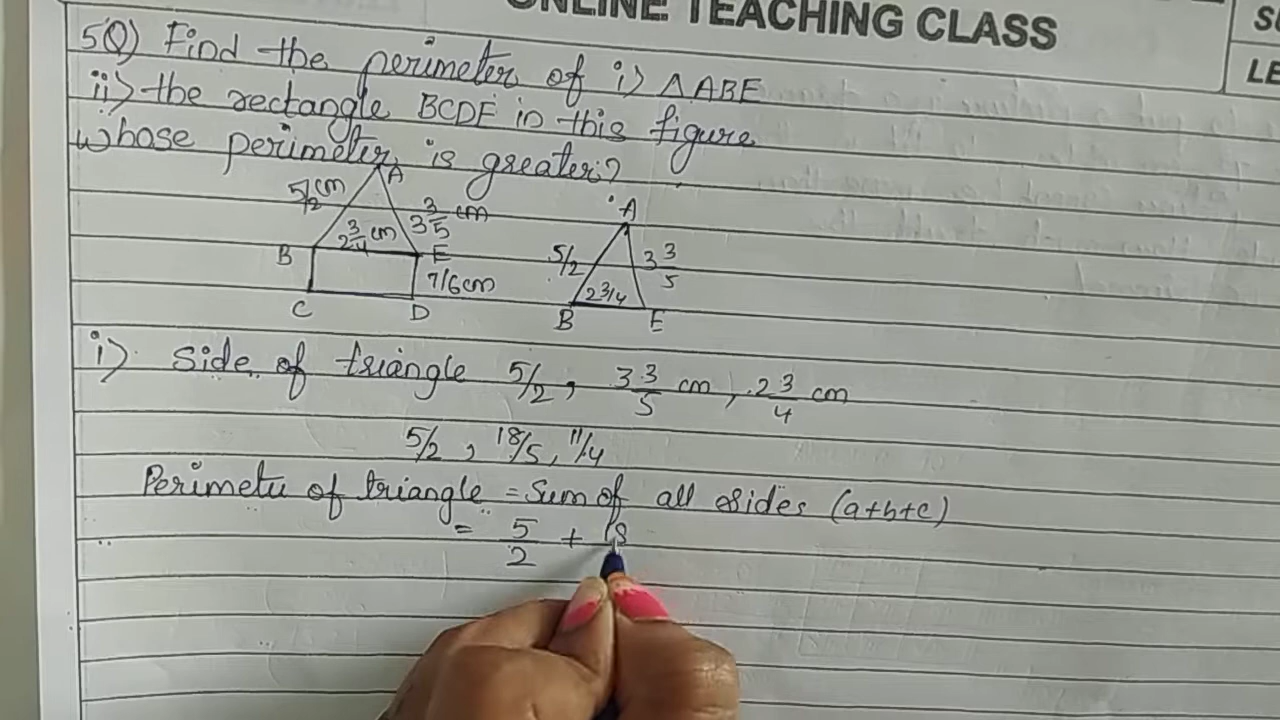 ONLINE TEACHING CLASS
LE
5Q) Find the perimeter of i) △ABE
ii) the rectangle BCDE in this figure
whose perimeter is greater?
A
5/2 cm
3 3/5 cm
2 3/4 cm
B
E
7/6 cm
C
D
A
5/2
3 3/5
2 3/4
B
E
i) Side of triangle 5/2, 3 3/5 cm, 2 3/4 cm
5/2, 18/5, 11/4
Perimetu of triangle = Sum of all sides (a+b+c)
= 5/2 + 18